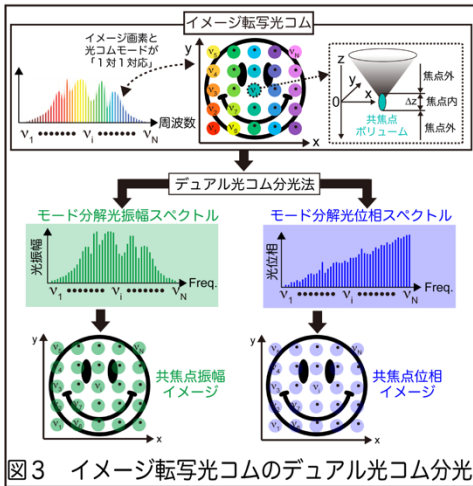 イメージ転写光コム
イメージ画素と
光コムモードが
「1対1対応」
周波数
ν1 •••••••• νi •••••• νN
y
x
z
y
x
0
Δz
焦点外
焦点内
焦点外
共焦点
ボリューム
デュアル光コム分光法
モード分解光振幅スペクトル
光振幅
ν1 •••••••• νi •••••• νN
Freq.
モード分解光位相スペクトル
光位相
ν1 •••••••• νi •••••• νN
Freq.
y
x
共焦点振幅
イメージ
y
x
共焦点位相
イメージ
図3 イメージ転写光コムのデュアル光コム分光